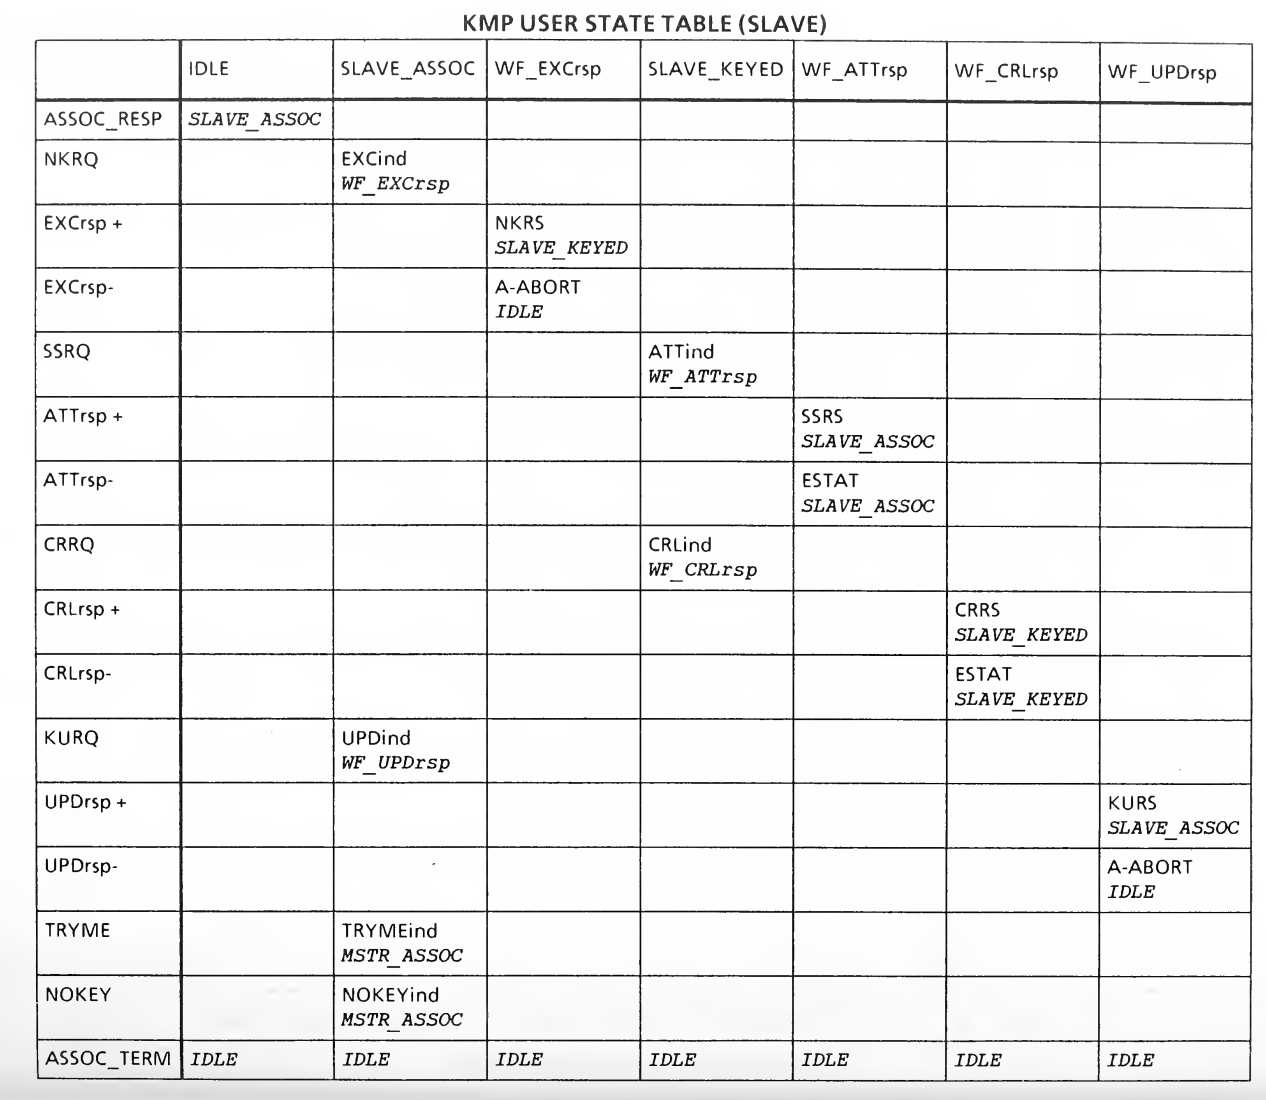 KMP USER STATE TABLE (SLAVE)
IDLE SLAVE_ASSOC WF_EXCrsp SLAVE_KEYED WF_ATTrsp WF_CRLrsp WF_UPDrsp
ASSOC_RESP SLAVE_ASSOC
NKRQ EXCind
WF_EXCrsp
EXCrsp + NKRS
SLAVE_KEYED
EXCrsp- A-ABORT
IDLE
SSRQ ATTind
WF_ATTrsp
ATTrsp + SSRS
SLAVE_ASSOC
ATTrsp- ESTAT
SLAVE_ASSOC
CRRQ CRLind
WF_CRLrsp
CRLrsp + CRRS
SLAVE_KEYED
CRLrsp- ESTAT
SLAVE_KEYED
KURQ UPDind
WF_UPDrsp
UPDrsp + KURS
SLAVE_ASSOC
UPDrsp- A-ABORT
IDLE
TRYME TRYMEind
MSTR_ASSOC
NOKEY NOKEYind
MSTR_ASSOC
ASSOC_TERM IDLE IDLE IDLE IDLE IDLE IDLE IDLE